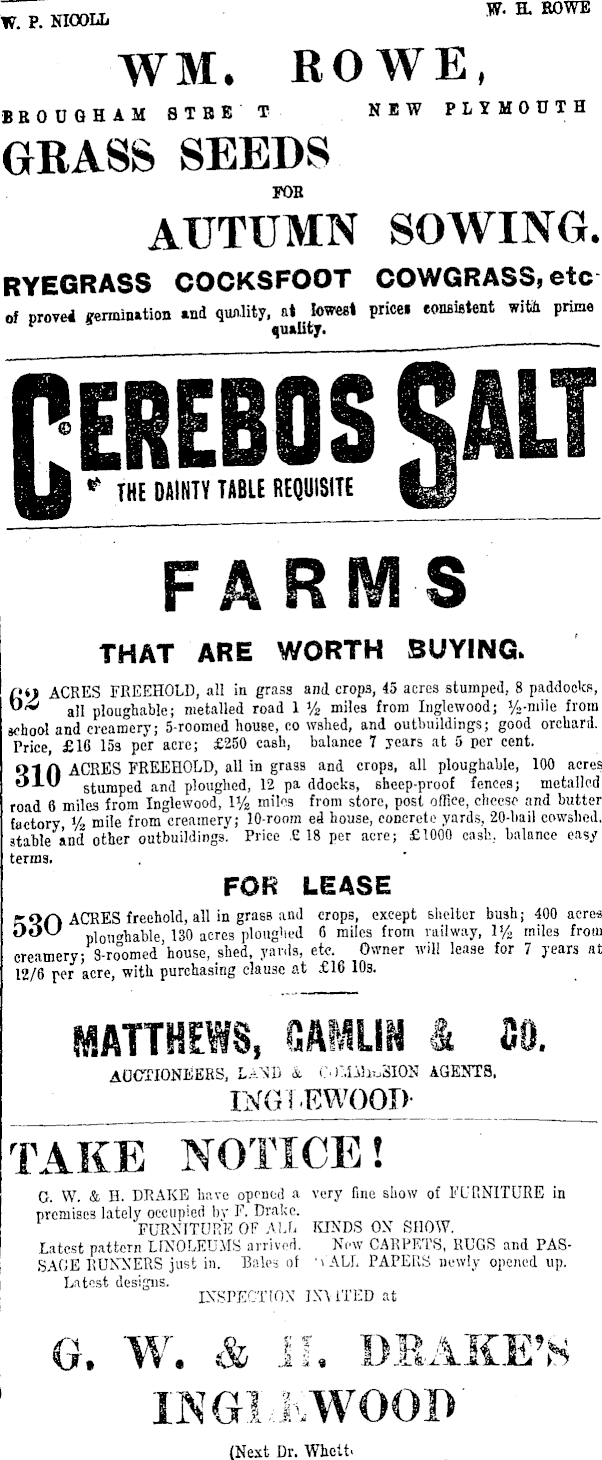 W. P. NICOLL W. H. ROWE
WM. ROWE,
BROUGHAM STREET NEW PLYMOUTH
GRASS SEEDS
FOR
AUTUMN SOWING.
RYEGRASS COCKSFOOT COWGRASS, etc
of proved germination and quality, at lowest prices consistent with prime
quality.
CEREBOS SALT
THE DAINTY TABLE REQUISITE
FARMS
THAT ARE WORTH BUYING.
62 ACRES FREEHOLD, all in grass and crops, 45 acres stumped, 8 paddocks,
all ploughable; metalled road 1 ½ miles from Inglewood; ½-mile from
school and creamery; 5-roomed house, co wshed, and outbuildings; good orchard.
Price, £16 15s per acre; £250 cash, balance 7 years at 5 per cent.
310 ACRES FREEHOLD, all in grass and crops, all ploughable, 100 acres
stumped and ploughed, 12 pa ddocks, sheep-proof fences; metalled
road 6 miles from Inglewood, 1½ miles from store, post office, cheese and butter
factory, ½ mile from creamery; 10-room ed house, concrete yards, 20-bail cowshed,
stable and other outbuildings. Price £18 per acre; £1000 cash, balance easy
terms.
FOR LEASE
530 ACRES freehold, all in grass and crops, except shelter bush; 400 acres
ploughable, 130 acres ploughed 6 miles from railway, 1½ miles from
creamery; 8-roomed house, shed, yards, etc. Owner will lease for 7 years at
12/6 per acre, with purchasing clause at £16 10s.
MATTHEWS, GAMLIN & CO.
AUCTIONEERS, LAND & COMMISSION AGENTS,
INGLEWOOD
TAKE NOTICE!
G. W. & H. DRAKE have opened a very fine show of FURNITURE in
premises lately occupied by F. Drake.
FURNITURE OF ALL KINDS ON SHOW.
Latest pattern LINOLEUMS arrived. New CARPETS, RUGS and PAS-
SAGE RUNNERS just in. Bales of WALL PAPERS newly opened up.
Latest designs.
INSPECTION INVITED at
G. W. & H. DRAKE'S
INGLEWOOD
(Next Dr.